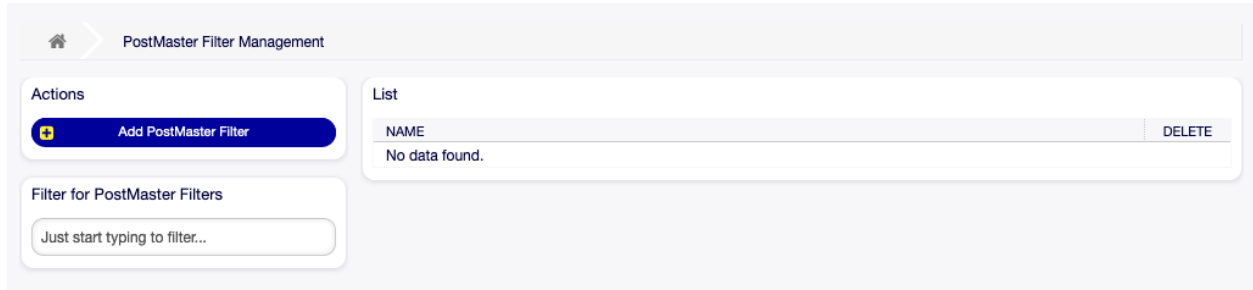 PostMaster Filter Management
Actions
Add PostMaster Filter
Filter for PostMaster Filters
Just start typing to filter...
List
NAME DELETE
No data found.